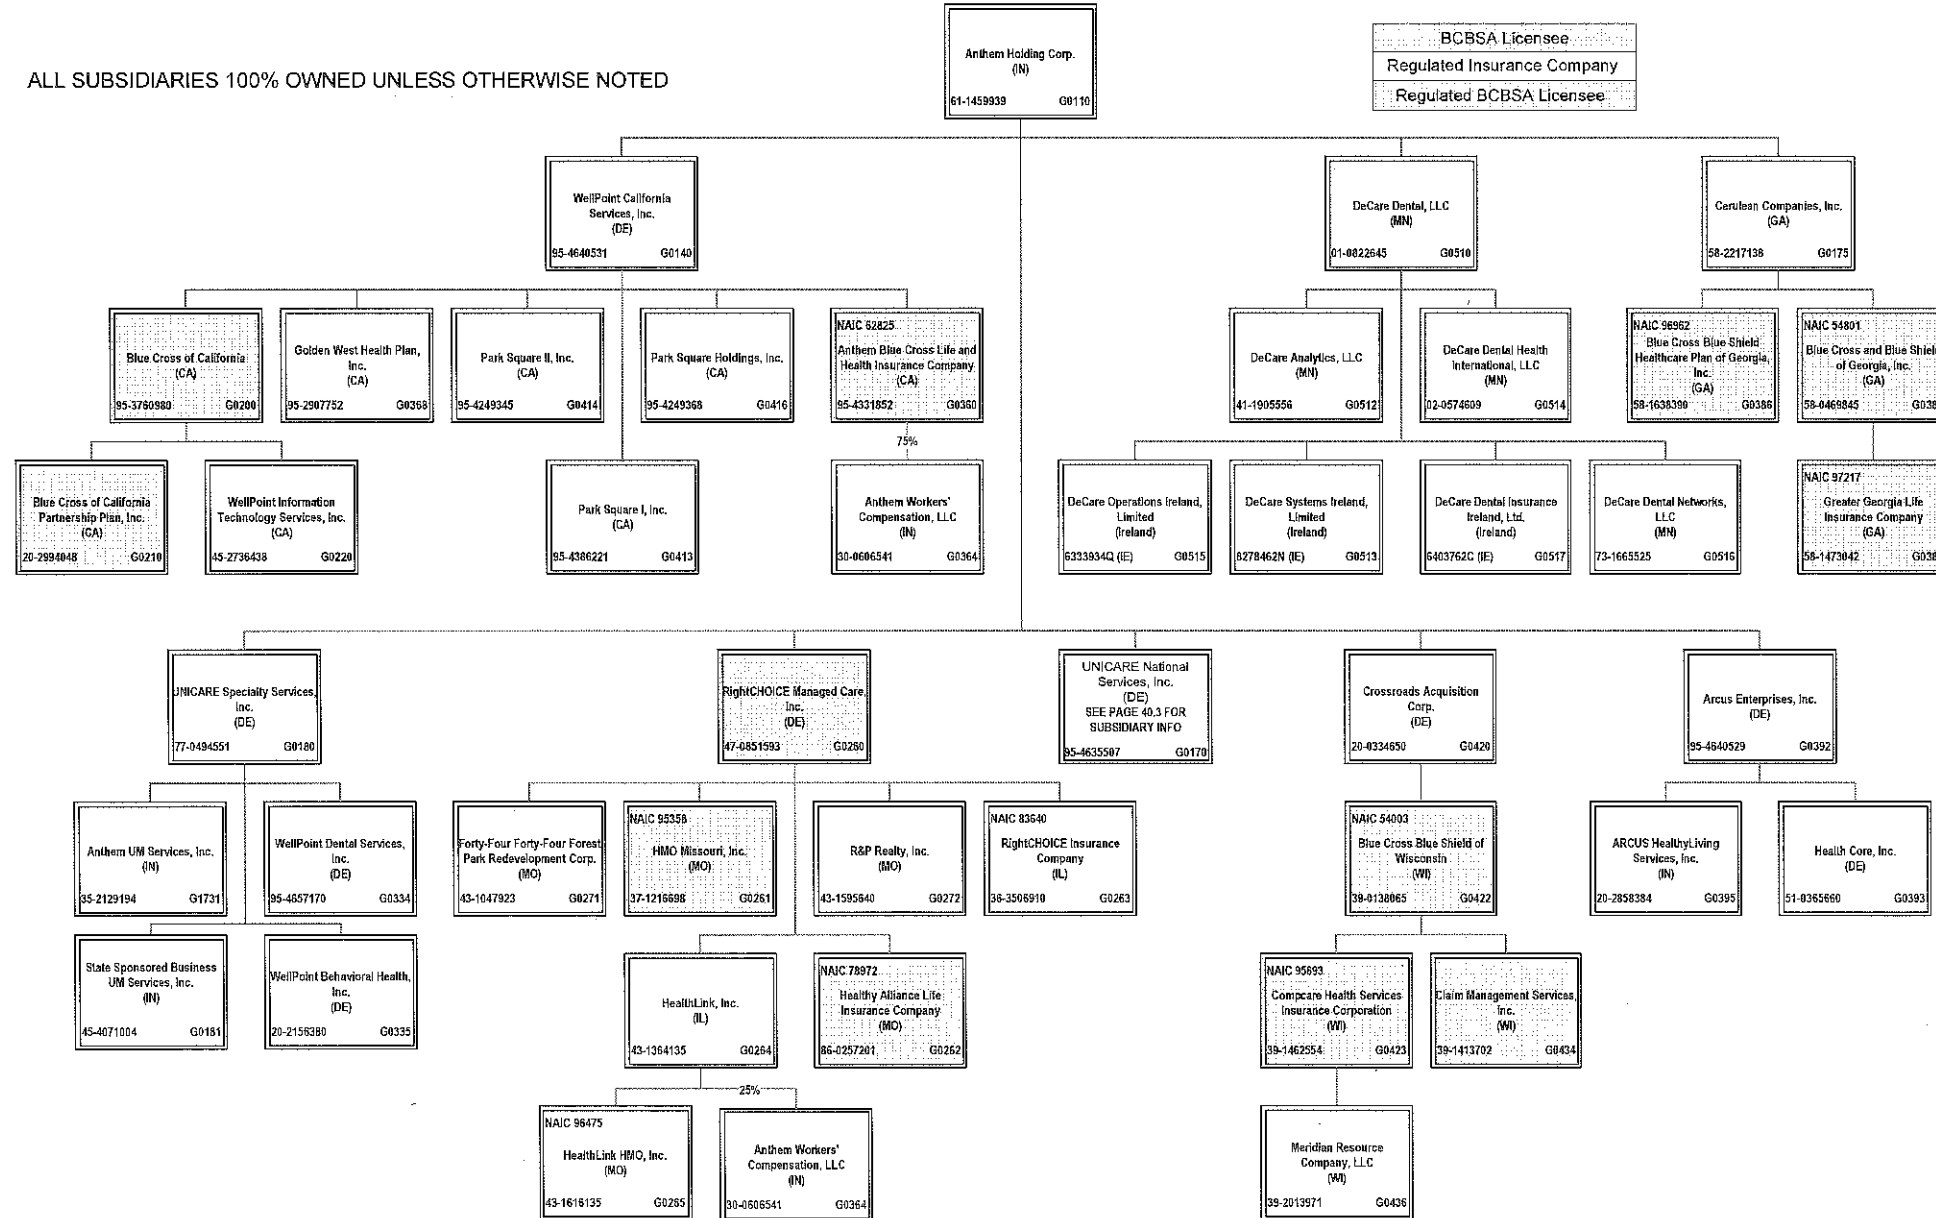 Anthem Holding Corp.
(IN)
61-1459939 G0110
BCBSA Licensee
Regulated Insurance Company
Regulated BCBSA Licensee
ALL SUBSIDIARIES 100% OWNED UNLESS OTHERWISE NOTED
WellPoint California
Services, Inc.
(DE)
95-4640531 G0140
DeCare Dental, LLC
(MN)
01-0822645 G0510
Cerulean Companies, Inc.
(GA)
58-2217138 G0175
Blue Cross of California
(CA)
95-3760980 G0200
Golden West Health Plan,
Inc.
(CA)
95-2907752 G0368
Park Square II, Inc.
(CA)
95-4249345 G0414
Park Square Holdings, Inc.
(CA)
95-4249368 G0416
NAIC 62825
Anthem Blue Cross Life and
Health Insurance Company
(CA)
95-4331852 G0360
DeCare Analytics, LLC
(MN)
41-1905556 G0512
DeCare Dental Health
International, LLC
(MN)
02-0574609 G0514
NAIC 96962
Blue Cross Blue Shield
Healthcare Plan of Georgia,
Inc.
(GA)
58-1638390 G0386
NAIC 54801
Blue Cross and Blue Shield
of Georgia, Inc.
(GA)
58-0469845 G038
75%
Blue Cross of California
Partnership Plan, Inc.
(CA)
20-2994048 G0210
WellPoint Information
Technology Services, Inc.
(CA)
45-2736438 G0220
Park Square I, Inc.
(CA)
95-4386221 G0413
Anthem Workers'
Compensation, LLC
(IN)
30-0606541 G0364
DeCare Operations Ireland,
Limited
(Ireland)
6333934Q (IE) G0515
DeCare Systems Ireland,
Limited
(Ireland)
6278462N (IE) G0513
DeCare Dental Insurance
Ireland, Ltd.
(Ireland)
6403762C (IE) G0517
DeCare Dental Networks,
LLC
(MN)
73-1665525 G0516
NAIC 97217
Greater Georgia Life
Insurance Company
(GA)
58-1473042 G038
UNICARE Specialty Services,
Inc.
(DE)
77-0494551 G0180
RightCHOICE Managed Care,
Inc.
(DE)
47-0851593 G0260
UNICARE National
Services, Inc.
(DE)
SEE PAGE 40.3 FOR
SUBSIDIARY INFO
95-4635507 G0170
Crossroads Acquisition
Corp.
(DE)
20-0334650 G0420
Arcus Enterprises, Inc.
(DE)
95-4640529 G0392
Anthem UM Services, Inc.
(IN)
35-2129194 G1731
WellPoint Dental Services,
Inc.
(DE)
95-4657170 G0334
Forty-Four Forty-Four Forest
Park Redevelopment Corp.
(MO)
43-1047923 G0271
NAIC 95358
HMO Missouri, Inc.
(MO)
37-1216698 G0261
R&P Realty, Inc.
(MO)
43-1595640 G0272
NAIC 83640
RightCHOICE Insurance
Company
(IL)
36-3506910 G0263
NAIC 54003
Blue Cross Blue Shield of
Wisconsin
(WI)
39-0138065 G0422
ARCUS HealthyLiving
Services, Inc.
(IN)
20-2858384 G0395
Health Core, Inc.
(DE)
51-0365660 G0393
State Sponsored Business
UM Services, Inc.
(IN)
45-4071004 G0181
WellPoint Behavioral Health,
Inc.
(DE)
20-2156380 G0335
HealthLink, Inc.
(IL)
43-1364135 G0264
NAIC 78972
Healthy Alliance Life
Insurance Company
(MO)
86-0257201 G0262
NAIC 95693
Compcare Health Services
Insurance Corporation
(WI)
39-1462554 G0423
Claim Management Services,
Inc.
(WI)
39-1413702 G0434
25%
NAIC 96475
HealthLink HMO, Inc.
(MO)
43-1616135 G0265
Anthem Workers'
Compensation, LLC
(IN)
30-0606541 G0364
Meridian Resource
Company, LLC
(WI)
39-2013971 G0436